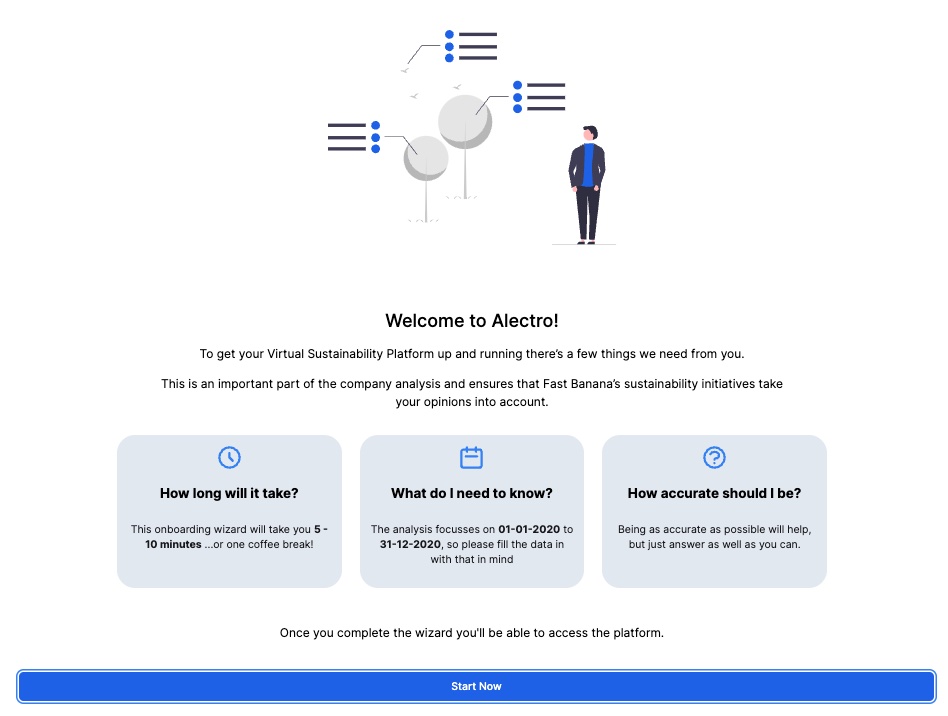 Welcome to Alectro!
To get your Virtual Sustainability Platform up and running there's a few things we need from you.
This is an important part of the company analysis and ensures that Fast Banana's sustainability initiatives take
your opinions into account.
How long will it take?
This onboarding wizard will take you 5 -
10 minutes ...or one coffee break!
What do I need to know?
The analysis focusses on 01-01-2020 to
31-12-2020, so please fill the data in
with that in mind
How accurate should I be?
Being as accurate as possible will help,
but just answer as well as you can.
Once you complete the wizard you'll be able to access the platform.
Start Now